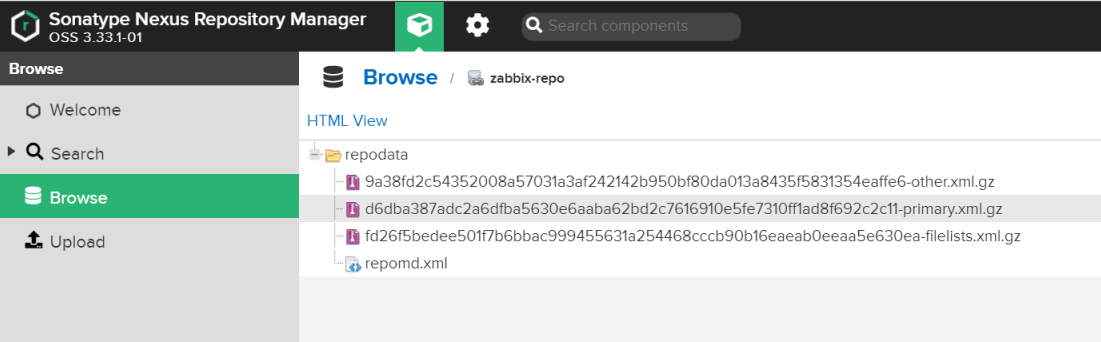 Sonatype Nexus Repository Manager
OSS 3.33.1-01
Search components
Browse
Welcome
Search
Browse
Upload
Browse / zabbix-repo
HTML View
repodata
9a38fd2c54352008a57031a3af242142b950bf80da013a8435f5831354eaffe6-other.xml.gz
d6dba387adc2a6dfba5630e6aaba62bd2c7616910e5fe7310ff1ad8f692c2c11-primary.xml.gz
fd26f5bedee501f7b6bbac999455631a254468cccb90b16eaeab0eeaa5e630ea-filelists.xml.gz
repomd.xml